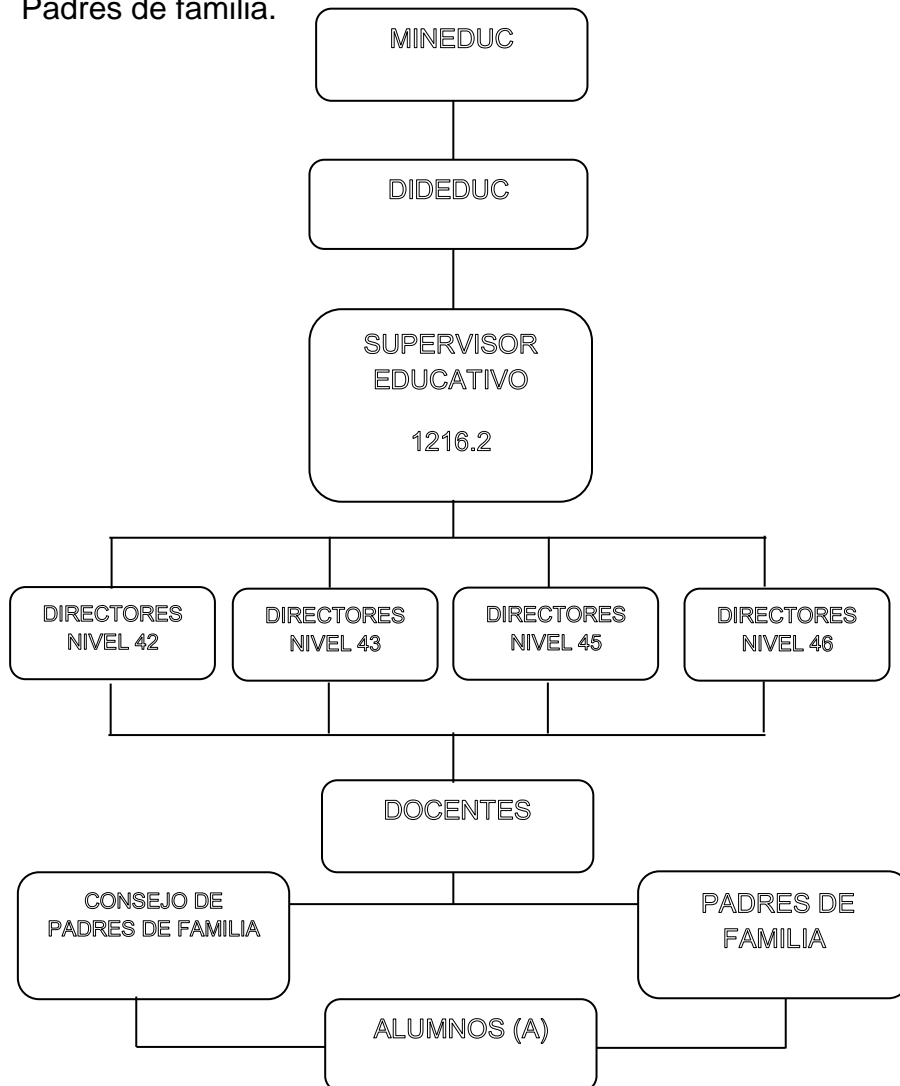 Padres de familia.
MINEDUC
DIDEDUC
SUPERVISOR
EDUCATIVO
1216.2
DIRECTORES
NIVEL 42
DIRECTORES
NIVEL 43
DIRECTORES
NIVEL 45
DIRECTORES
NIVEL 46
DOCENTES
CONSEJO DE
PADRES DE FAMILIA
PADRES DE
FAMILIA
ALUMNOS (A)